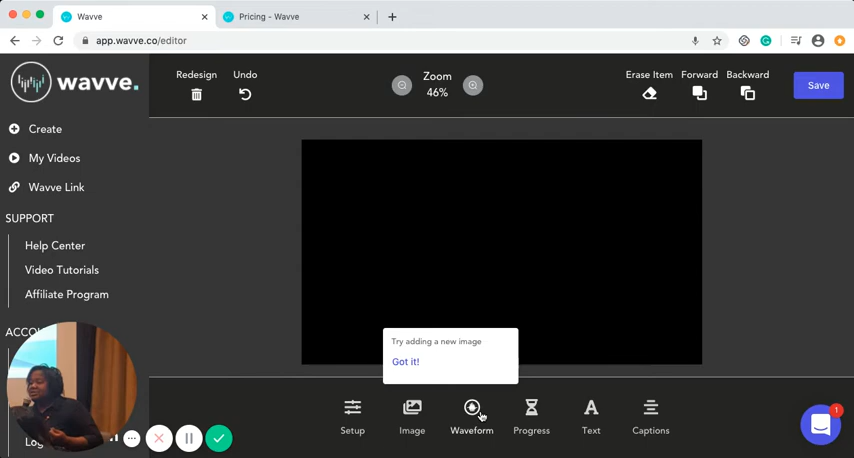 Wavve
Pricing - Wavve
app.wavve.co/editor
wavve.
Redesign
Undo
Zoom
46%
Erase Item
Forward
Backward
Save
Create
My Videos
Wavve Link
SUPPORT
Help Center
Video Tutorials
Affiliate Program
Try adding a new image
Got it!
Setup
Image
Waveform
Progress
Text
Captions
1